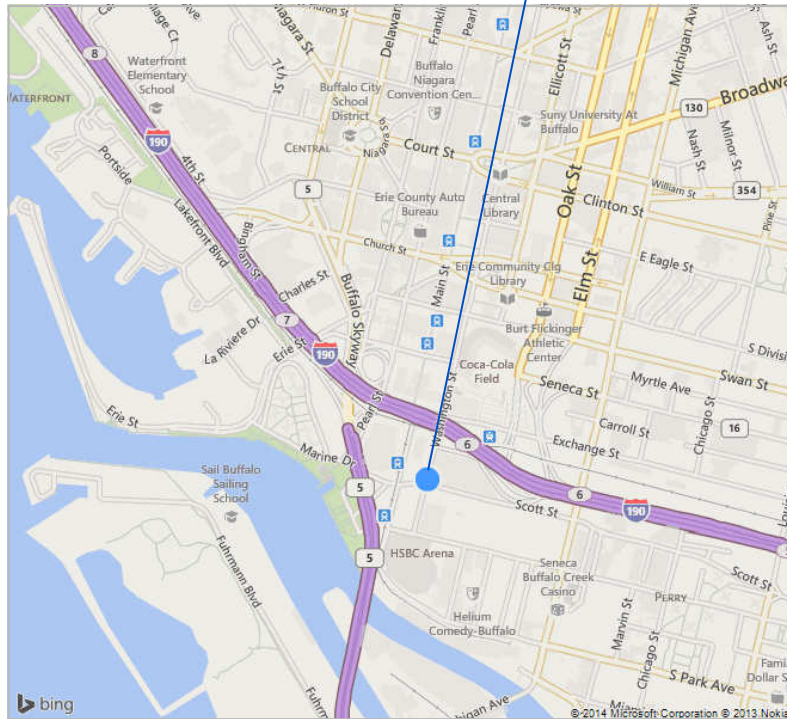 Niagara St
Delaware
Franklin
Pearl
Ellicott St
Michigan Ave
Ash St
8
Waterfront
Elementary
School
7th St
Buffalo
Niagara
Convention Cen...
Buffalo City
School
District
130
Broadwa
WATERFRONT
190
Suny University At
Buffalo
Niagara Sq
CENTRAL
Court St
Nash St
Milnor St
Portside
4th St
5
William St
354
Erie County Auto
Bureau
Central
Library
Clinton St
Oak St
Pine St
Lakefront Blvd
Bingham St
Church St
E Eagle St
Erie Community Clg
Library
Main St
Elm St
Charles St
Buffalo Skyway
La Riviere Dr
7
Burt Flickinger
Athletic
Center
Erie St
190
S Divisi
Coca-Cola
Field
Swan St
Myrtle Ave
Seneca St
Washington St
Chicago St
Erie St
Pearl St
Carroll St
16
6
Exchange St
Marine Dr
Sail Buffalo
Sailing
School
5
6
190
Scott St
Fuhrmann Blvd
5
HSBC Arena
Seneca
Buffalo Creek
Casino
Scott St
PERRY
Helium
Comedy-Buffalo
Marvin St
Chicago St
S Park Ave
Dollar S
Fuhrmann
higan Ave
bing
© 2014 Microsoft Corporation © 2013 Nokia